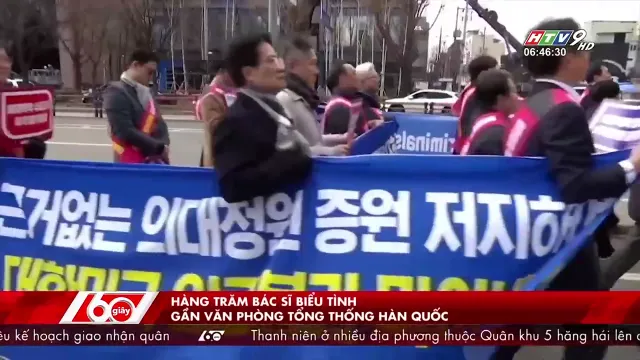 HTV9 HD
06:46:30
criminals
근거없는 의대정원 증원 저지하
60 giây
HÀNG TRĂM BÁC SĨ BIỂU TÌNH
GẦN VĂN PHÒNG TỔNG THỐNG HÀN QUỐC
iều kế hoạch giao nhận quân
Thanh niên ở nhiều địa phương thuộc Quân khu 5 hăng hái lên